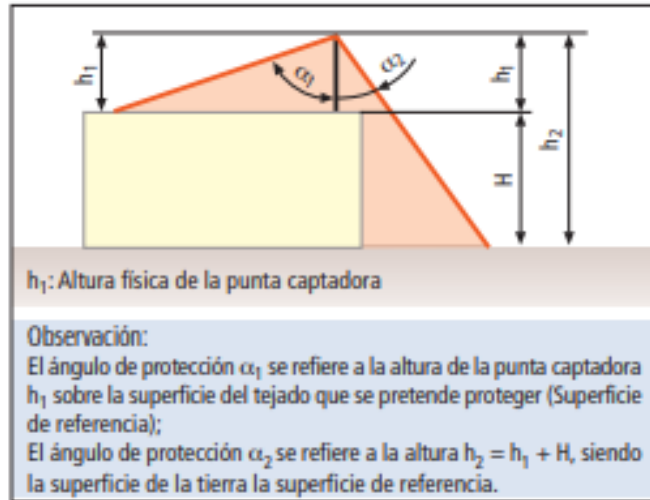 h₁
α₁
α₂
h₁
h₂
H
h₁: Altura física de la punta captadora
Observación:
El ángulo de protección α₁ se refiere a la altura de la punta captadora
h₁ sobre la superficie del tejado que se pretende proteger (Superficie
de referencia);
El ángulo de protección α₂ se refiere a la altura h₂ = h₁ + H, siendo
la superficie de la tierra la superficie de referencia.